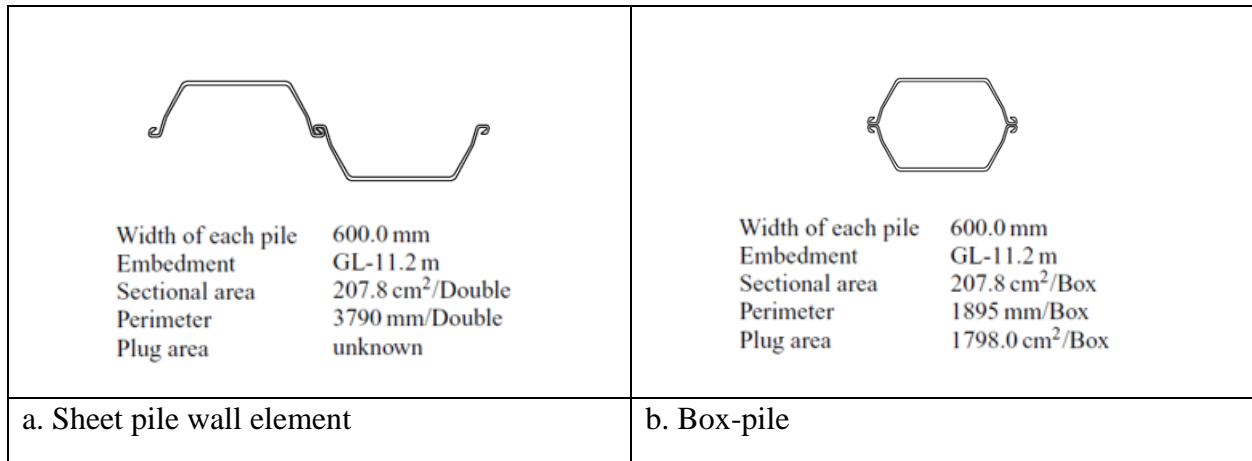 Width of each pile 600.0 mm
Embedment GL-11.2 m
Sectional area 207.8 cm²/Double
Perimeter 3790 mm/Double
Plug area unknown
Width of each pile 600.0 mm
Embedment GL-11.2 m
Sectional area 207.8 cm²/Box
Perimeter 1895 mm/Box
Plug area 1798.0 cm²/Box
a. Sheet pile wall element
b. Box-pile